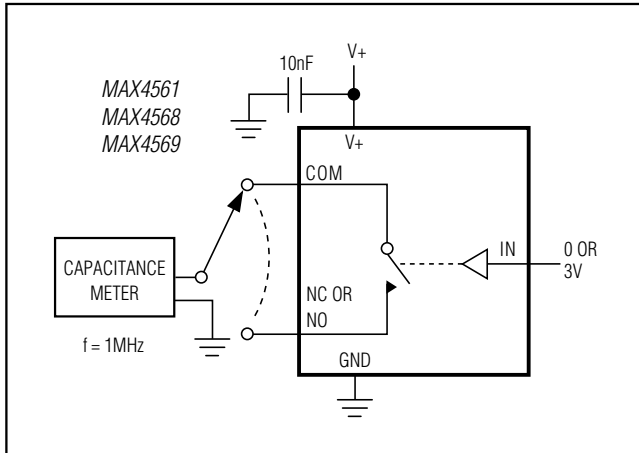 MAX4561
MAX4568
MAX4569
10nF
V+
V+
COM
CAPACITANCE
METER
f = 1MHz
NC OR
NO
IN
0 OR
3V
GND